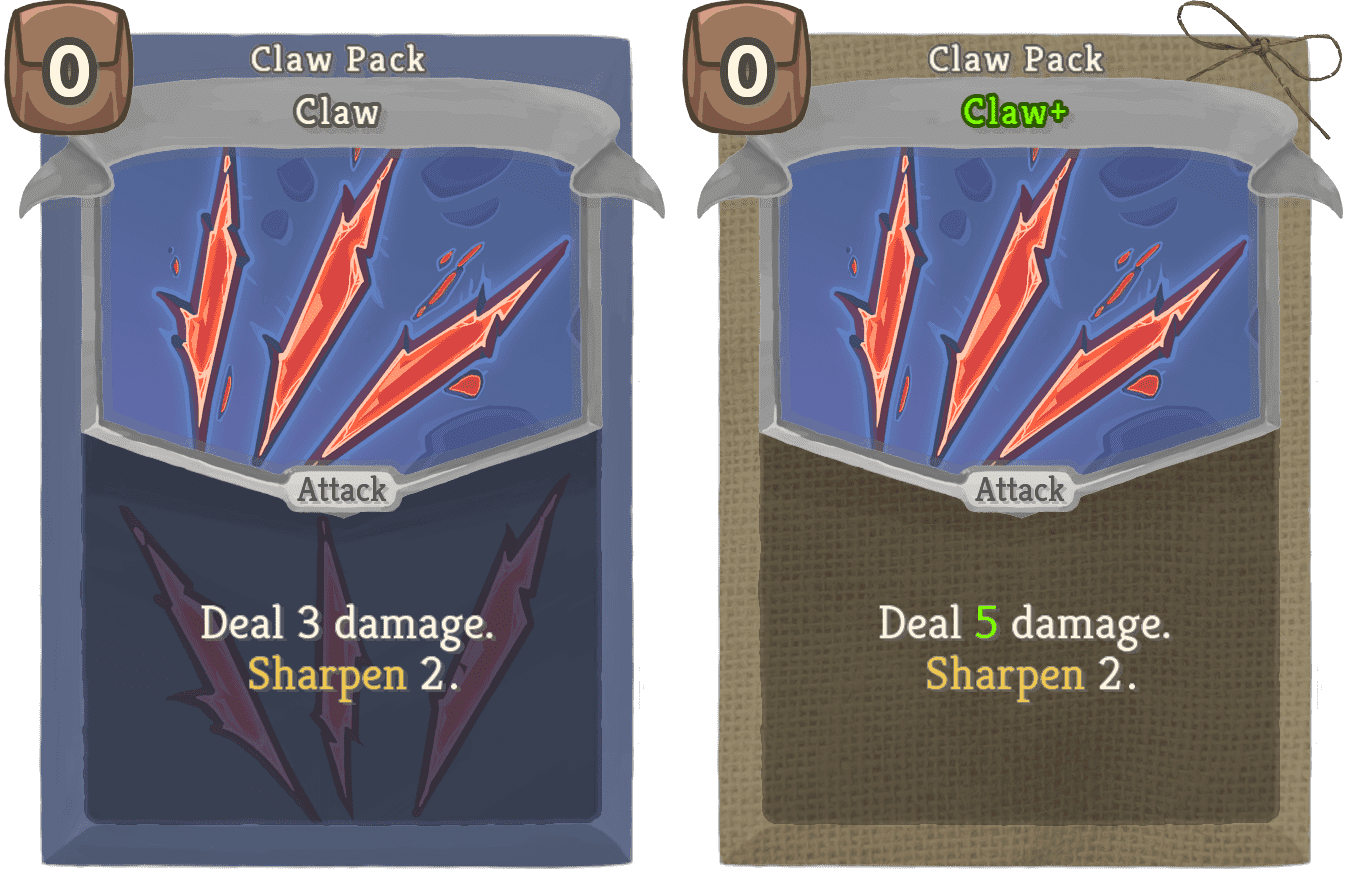 0
Claw Pack
Claw
Attack
Deal 3 damage.
Sharpen 2.
0
Claw Pack
Claw+
Attack
Deal 5 damage.
Sharpen 2.